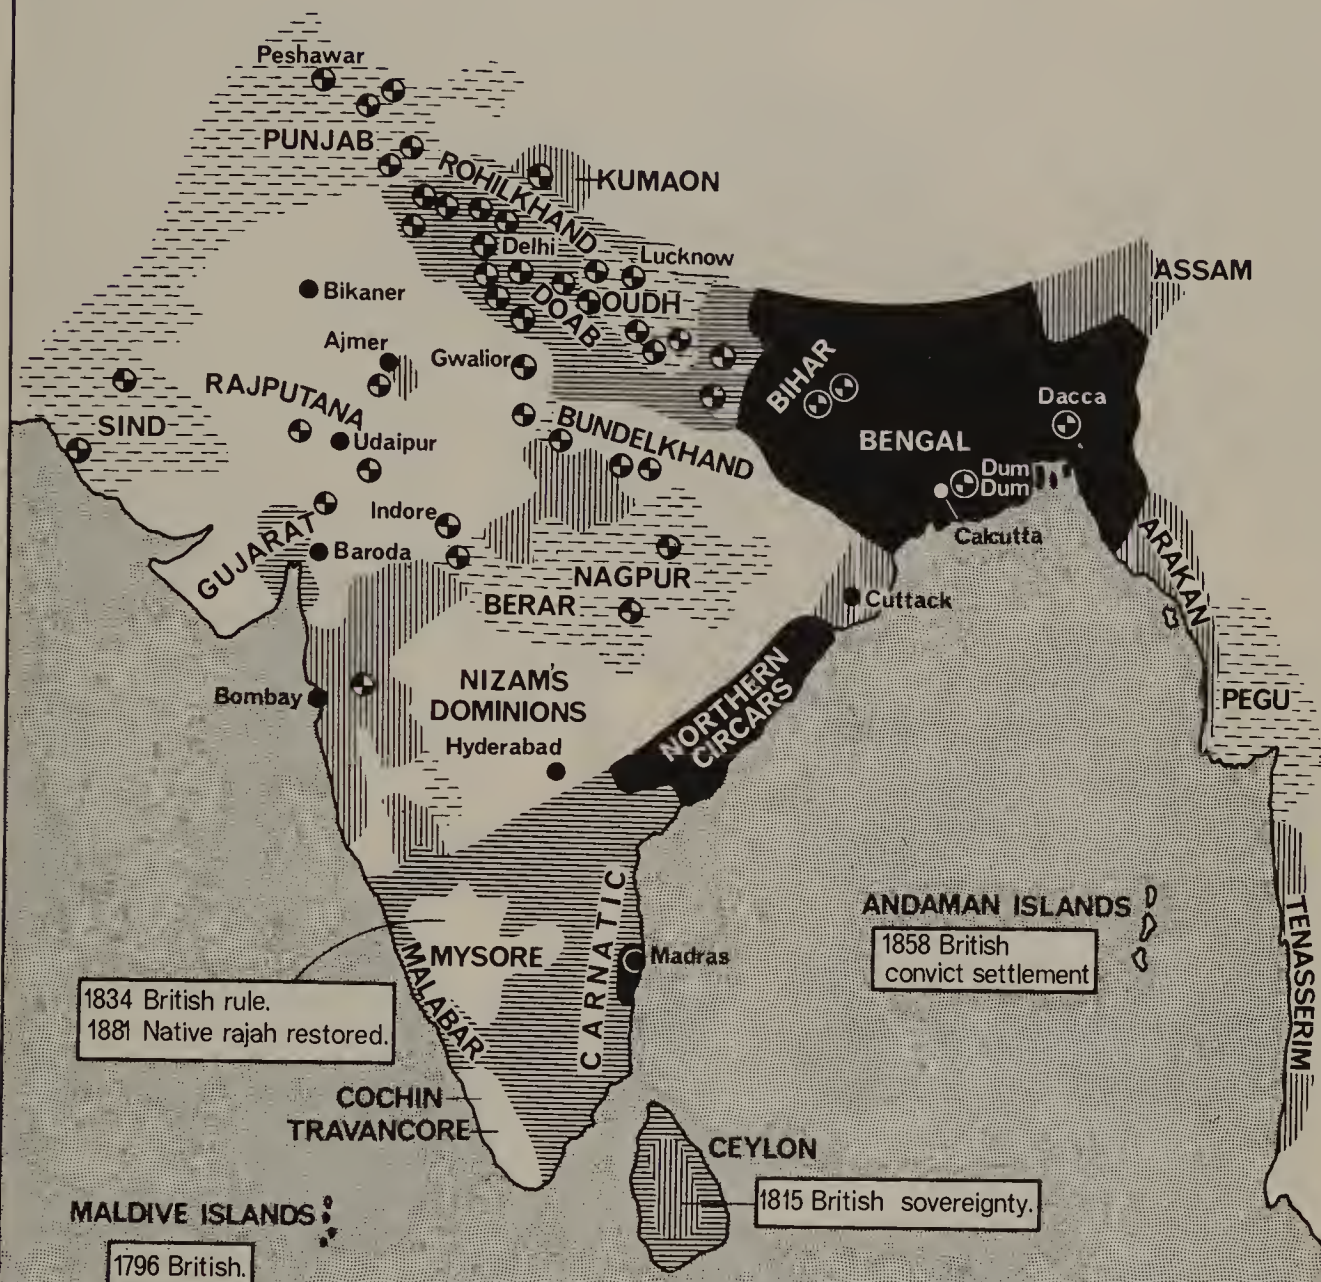 Peshawar
PUNJAB
ROHILKHAND
KUMAON
Delhi
Lucknow
ASSAM
Bikaner
DOAB
OUDH
Ajmer
Gwalior
RAJPUTANA
BIHAR
Dacca
SIND
Udaipur
BUNDELKHAND
BENGAL
Dum
Dum
Indore
Calcutta
GUJARAT
Baroda
NAGPUR
ARAKAN
BERAR
Cuttack
NIZAM'S
DOMINIONS
NORTHERN
CIRCARS
PEGU
Bombay
Hyderabad
CARNATIC
ANDAMAN ISLANDS
1858 British
convict settlement
TENASSERIM
MYSORE
MALABAR
Madras
1834 British rule.
1881 Native rajah restored.
COCHIN
TRAVANCORE
CEYLON
1815 British sovereignty.
MALDIVE ISLANDS
1796 British.